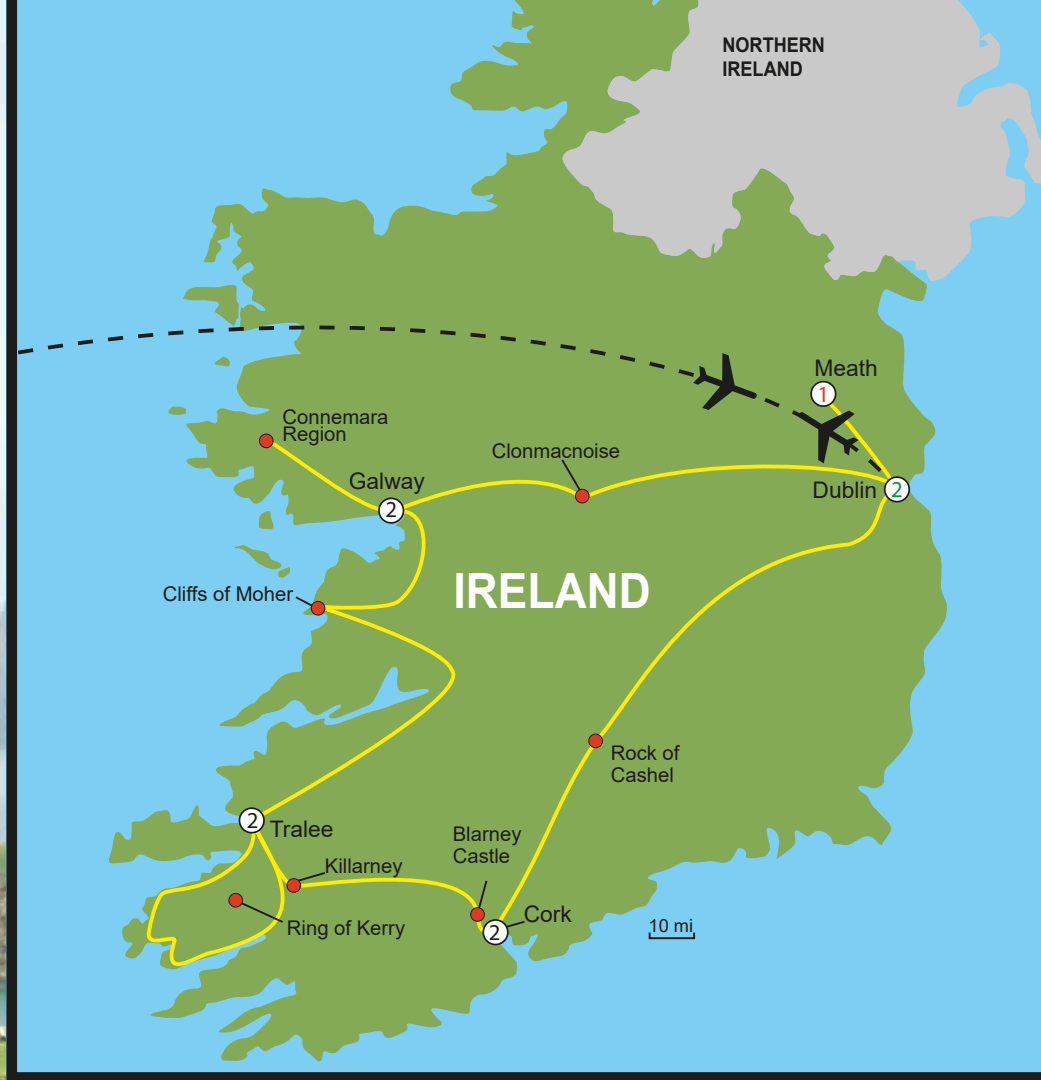 NORTHERN
IRELAND
Meath
1
Connemara
Region
Clonmacnoise
Galway
2
Dublin
2
Cliffs of Moher
IRELAND
Rock of
Cashel
2
Tralee
Blarney
Castle
Killarney
Ring of Kerry
Cork
2
10 mi